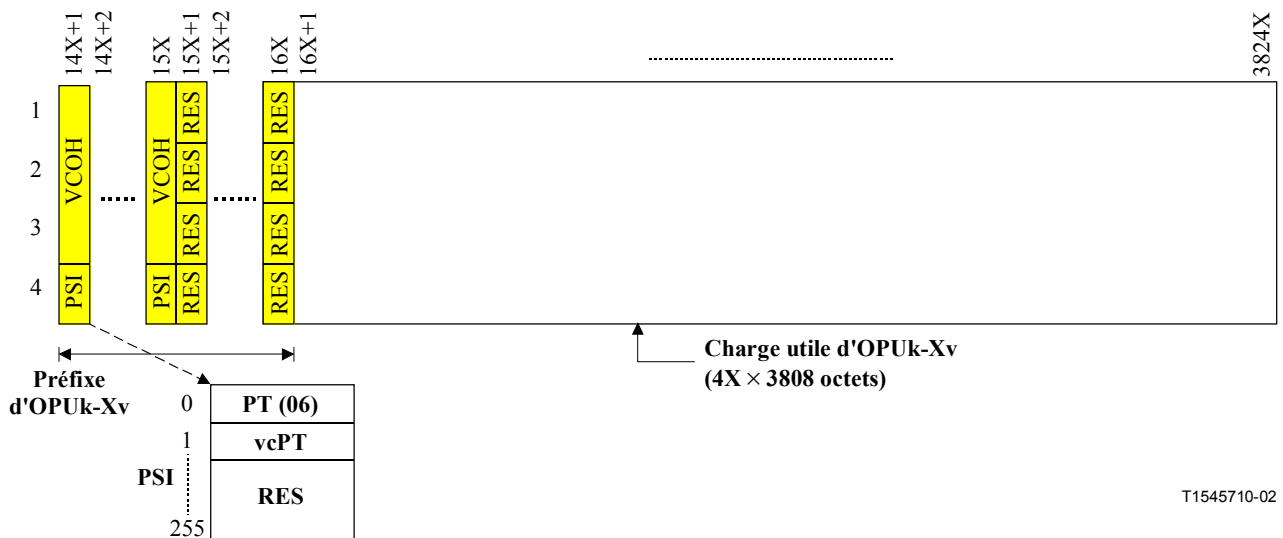 14X+1
14X+2
15X
15X+1
15X+2
16X
16X+1
3824X
1
2
3
4
VCOH
PSI
VCOH
PSI
RES
RES
RES
RES
RES
RES
RES
RES
Préfixe
d'OPUk-Xv
Charge utile d'OPUk-Xv
(4X × 3808 octets)
0
PT (06)
1
vcPT
PSI
RES
255
T1545710-02